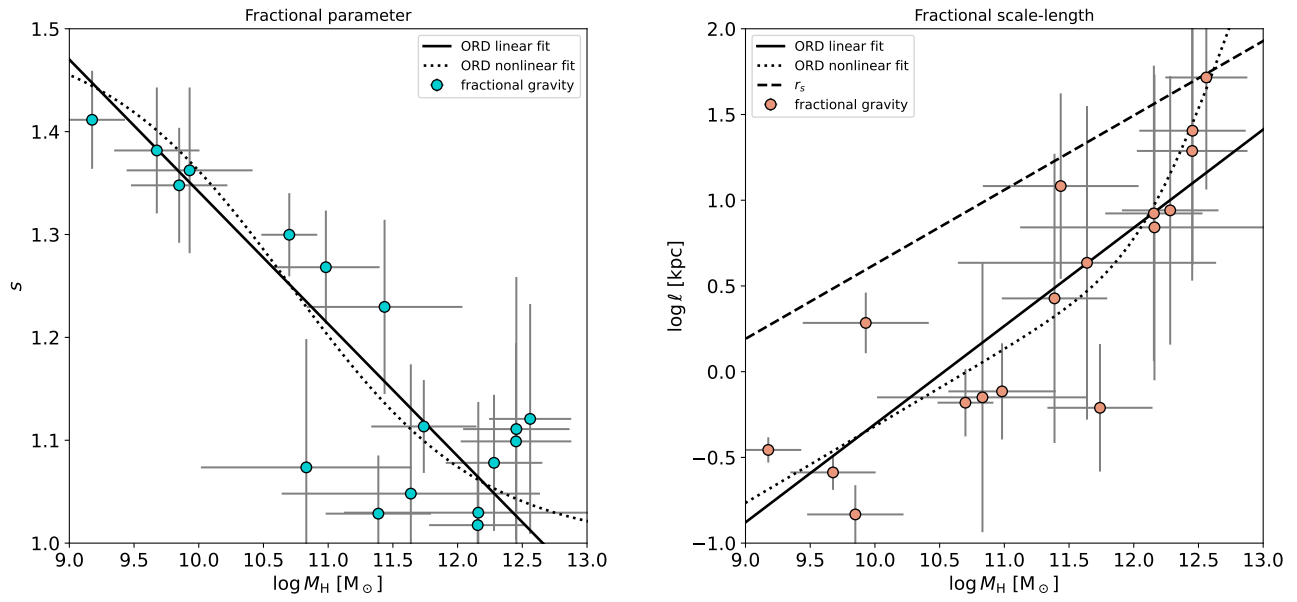 Fractional parameter
1.5
1.4
1.3
1.2
1.1
1.0
s
9.0 9.5 10.0 10.5 11.0 11.5 12.0 12.5 13.0
log M_H [M_⊙]
ORD linear fit
ORD nonlinear fit
fractional gravity
Fractional scale-length
2.0
1.5
1.0
0.5
0.0
−0.5
−1.0
log ℓ [kpc]
9.0 9.5 10.0 10.5 11.0 11.5 12.0 12.5 13.0
log M_H [M_⊙]
ORD linear fit
ORD nonlinear fit
r_s
fractional gravity